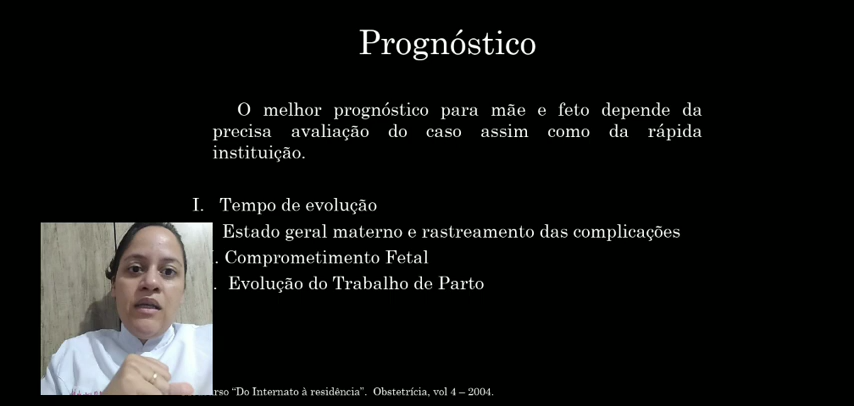 Prognóstico
O melhor prognóstico para mãe e feto depende da
precisa avaliação do caso assim como da rápida
instituição.
I. Tempo de evolução
Estado geral materno e rastreamento das complicações
. Comprometimento Fetal
. Evolução do Trabalho de Parto
“Do Internato à residência”. Obstetrícia, vol 4 – 2004.